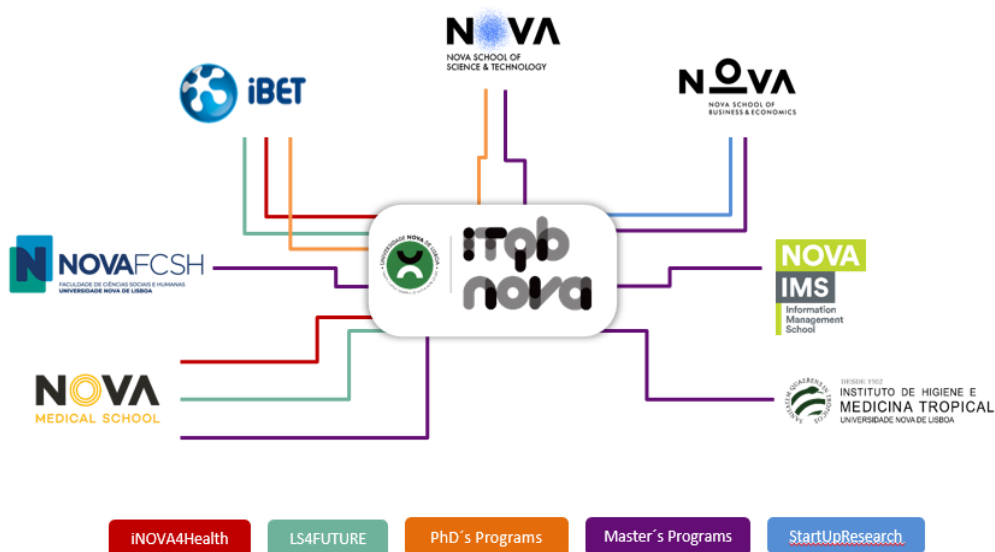 NOVA
NOVA SCHOOL OF
SCIENCE & TECHNOLOGY
iBET
NOVA
NOVA SCHOOL OF
BUSINESS & ECONOMICS
UNIVERSIDADE NOVA DE LISBOA
iTqb
nova
N NOVAFCSH
FACULDADE DE CIÊNCIAS SOCIAIS E HUMANAS
UNIVERSIDADE NOVA DE LISBOA
NOVA
IMS
Information
Management
School
NOVA
MEDICAL SCHOOL
DESDE 1902
INSTITUTO DE HIGIENE E
MEDICINA TROPICAL
UNIVERSIDADE NOVA DE LISBOA
iNOVA4Health
LS4FUTURE
PhD´s Programs
Master´s Programs
StartUpResearch